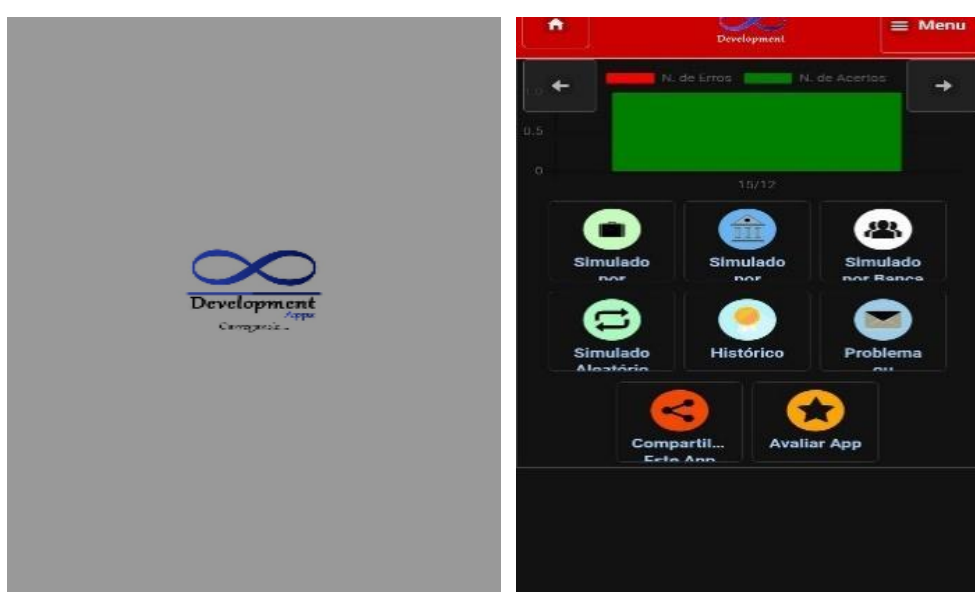 Development
Apps
Development
Menu
N. de Erros
N. de Acertos
1.0
0.5
0
15/12
Simulado
por
Simulado
por
Simulado
por Banca
Simulado
Aleatório
Histórico
Problema
ou
Compartil...
Este App
Avaliar App